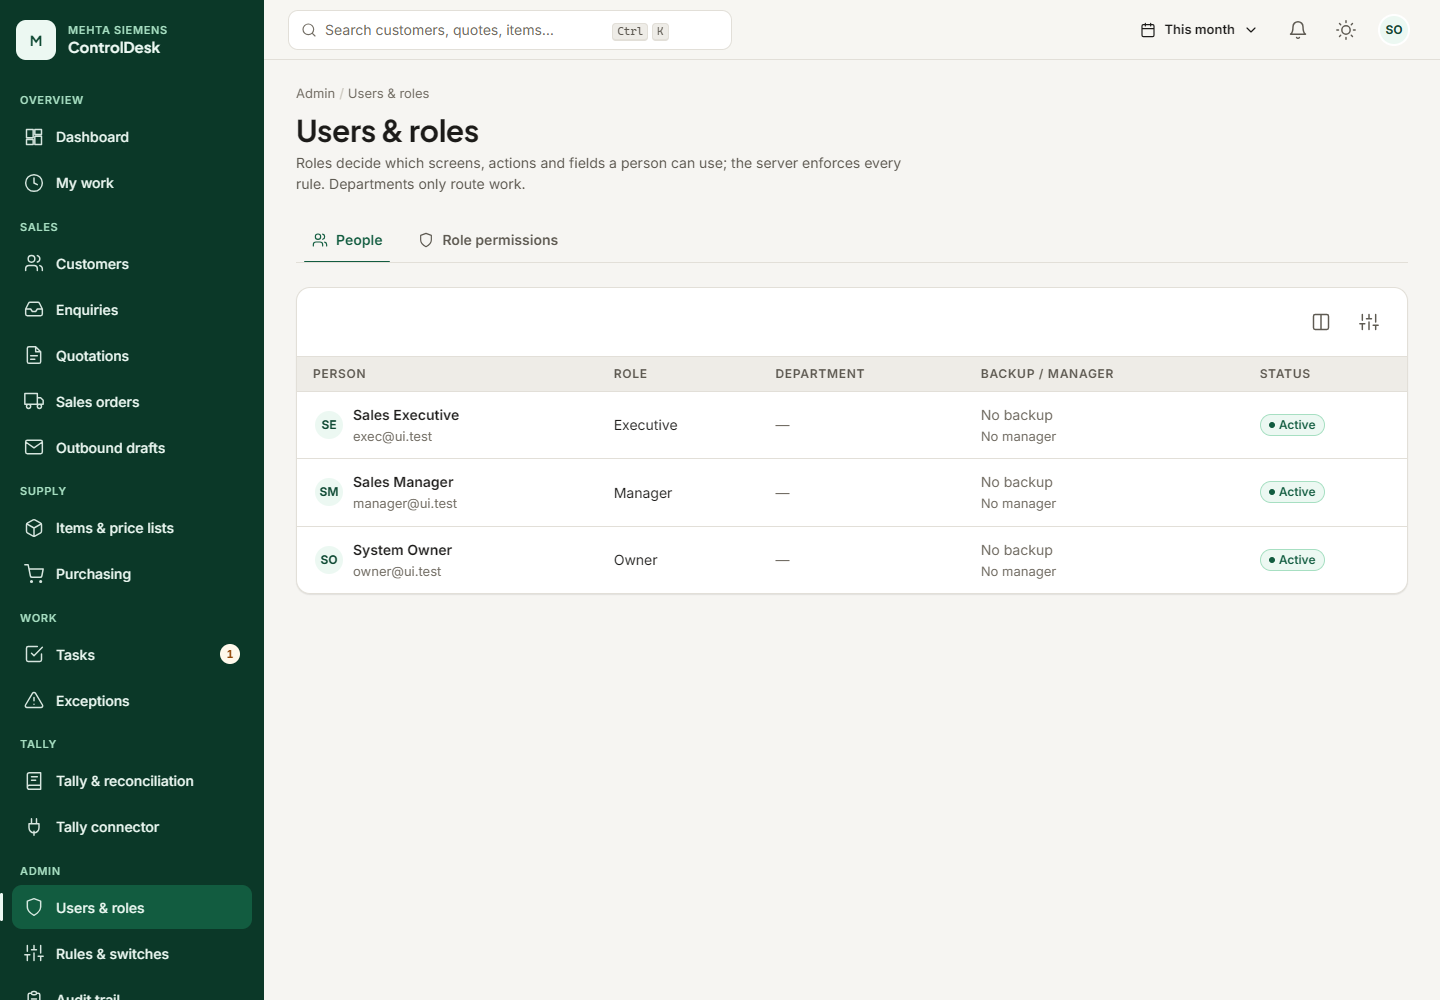 M
MEHTA SIEMENS
ControlDesk
OVERVIEW
Dashboard
My work
SALES
Customers
Enquiries
Quotations
Sales orders
Outbound drafts
SUPPLY
Items & price lists
Purchasing
WORK
Tasks 1
Exceptions
TALLY
Tally & reconciliation
Tally connector
ADMIN
Users & roles
Rules & switches
Audit trail
Search customers, quotes, items... Ctrl K
This month
SO
Admin / Users & roles
Users & roles
Roles decide which screens, actions and fields a person can use; the server enforces every
rule. Departments only route work.
People Role permissions
PERSON ROLE DEPARTMENT BACKUP / MANAGER STATUS
SE Sales Executive Executive — No backup Active
exec@ui.test No manager
SM Sales Manager Manager — No backup Active
manager@ui.test No manager
SO System Owner Owner — No backup Active
owner@ui.test No manager